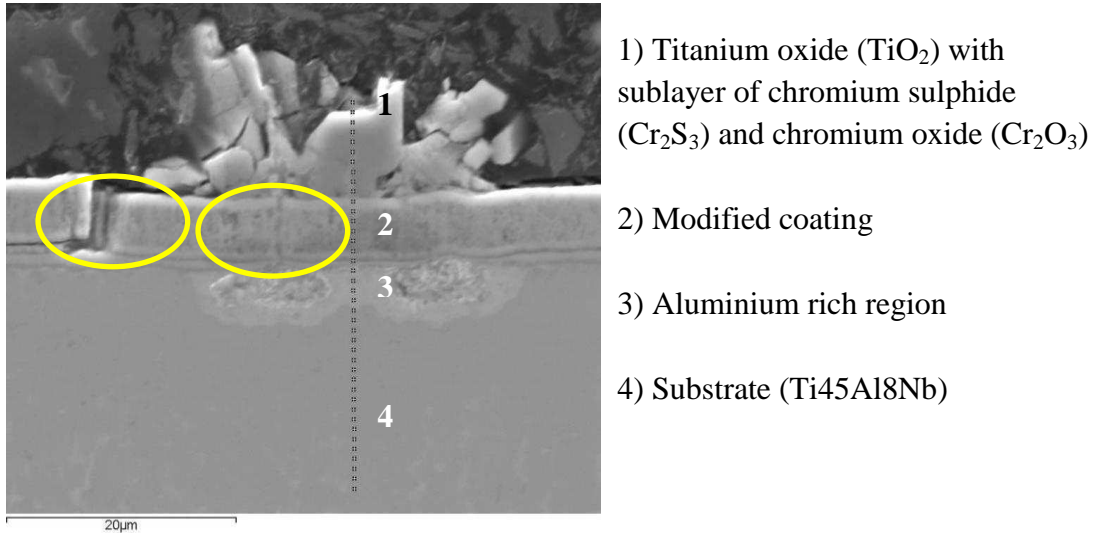 1) Titanium oxide (TiO₂) with
sublayer of chromium sulphide
(Cr₂S₃) and chromium oxide (Cr₂O₃)
2) Modified coating
3) Aluminium rich region
4) Substrate (Ti45Al8Nb)
1
2
3
4
20µm